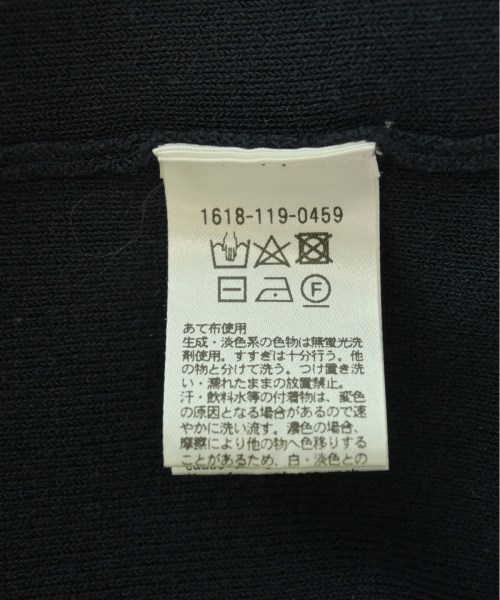 1618-119-0459
F
あて布使用
生成・淡色系の色物は無蛍光洗
剤使用。すすぎは十分行う。他
の物と分けて洗う。つけ置き洗
い・濡れたままの放置禁止。
汗・飲料水等の付着物は、変色
の原因となる場合があるので速
やかに洗い流す。濃色の場合、
摩擦により他の物へ色移りする
ことがあるため、白・淡色との